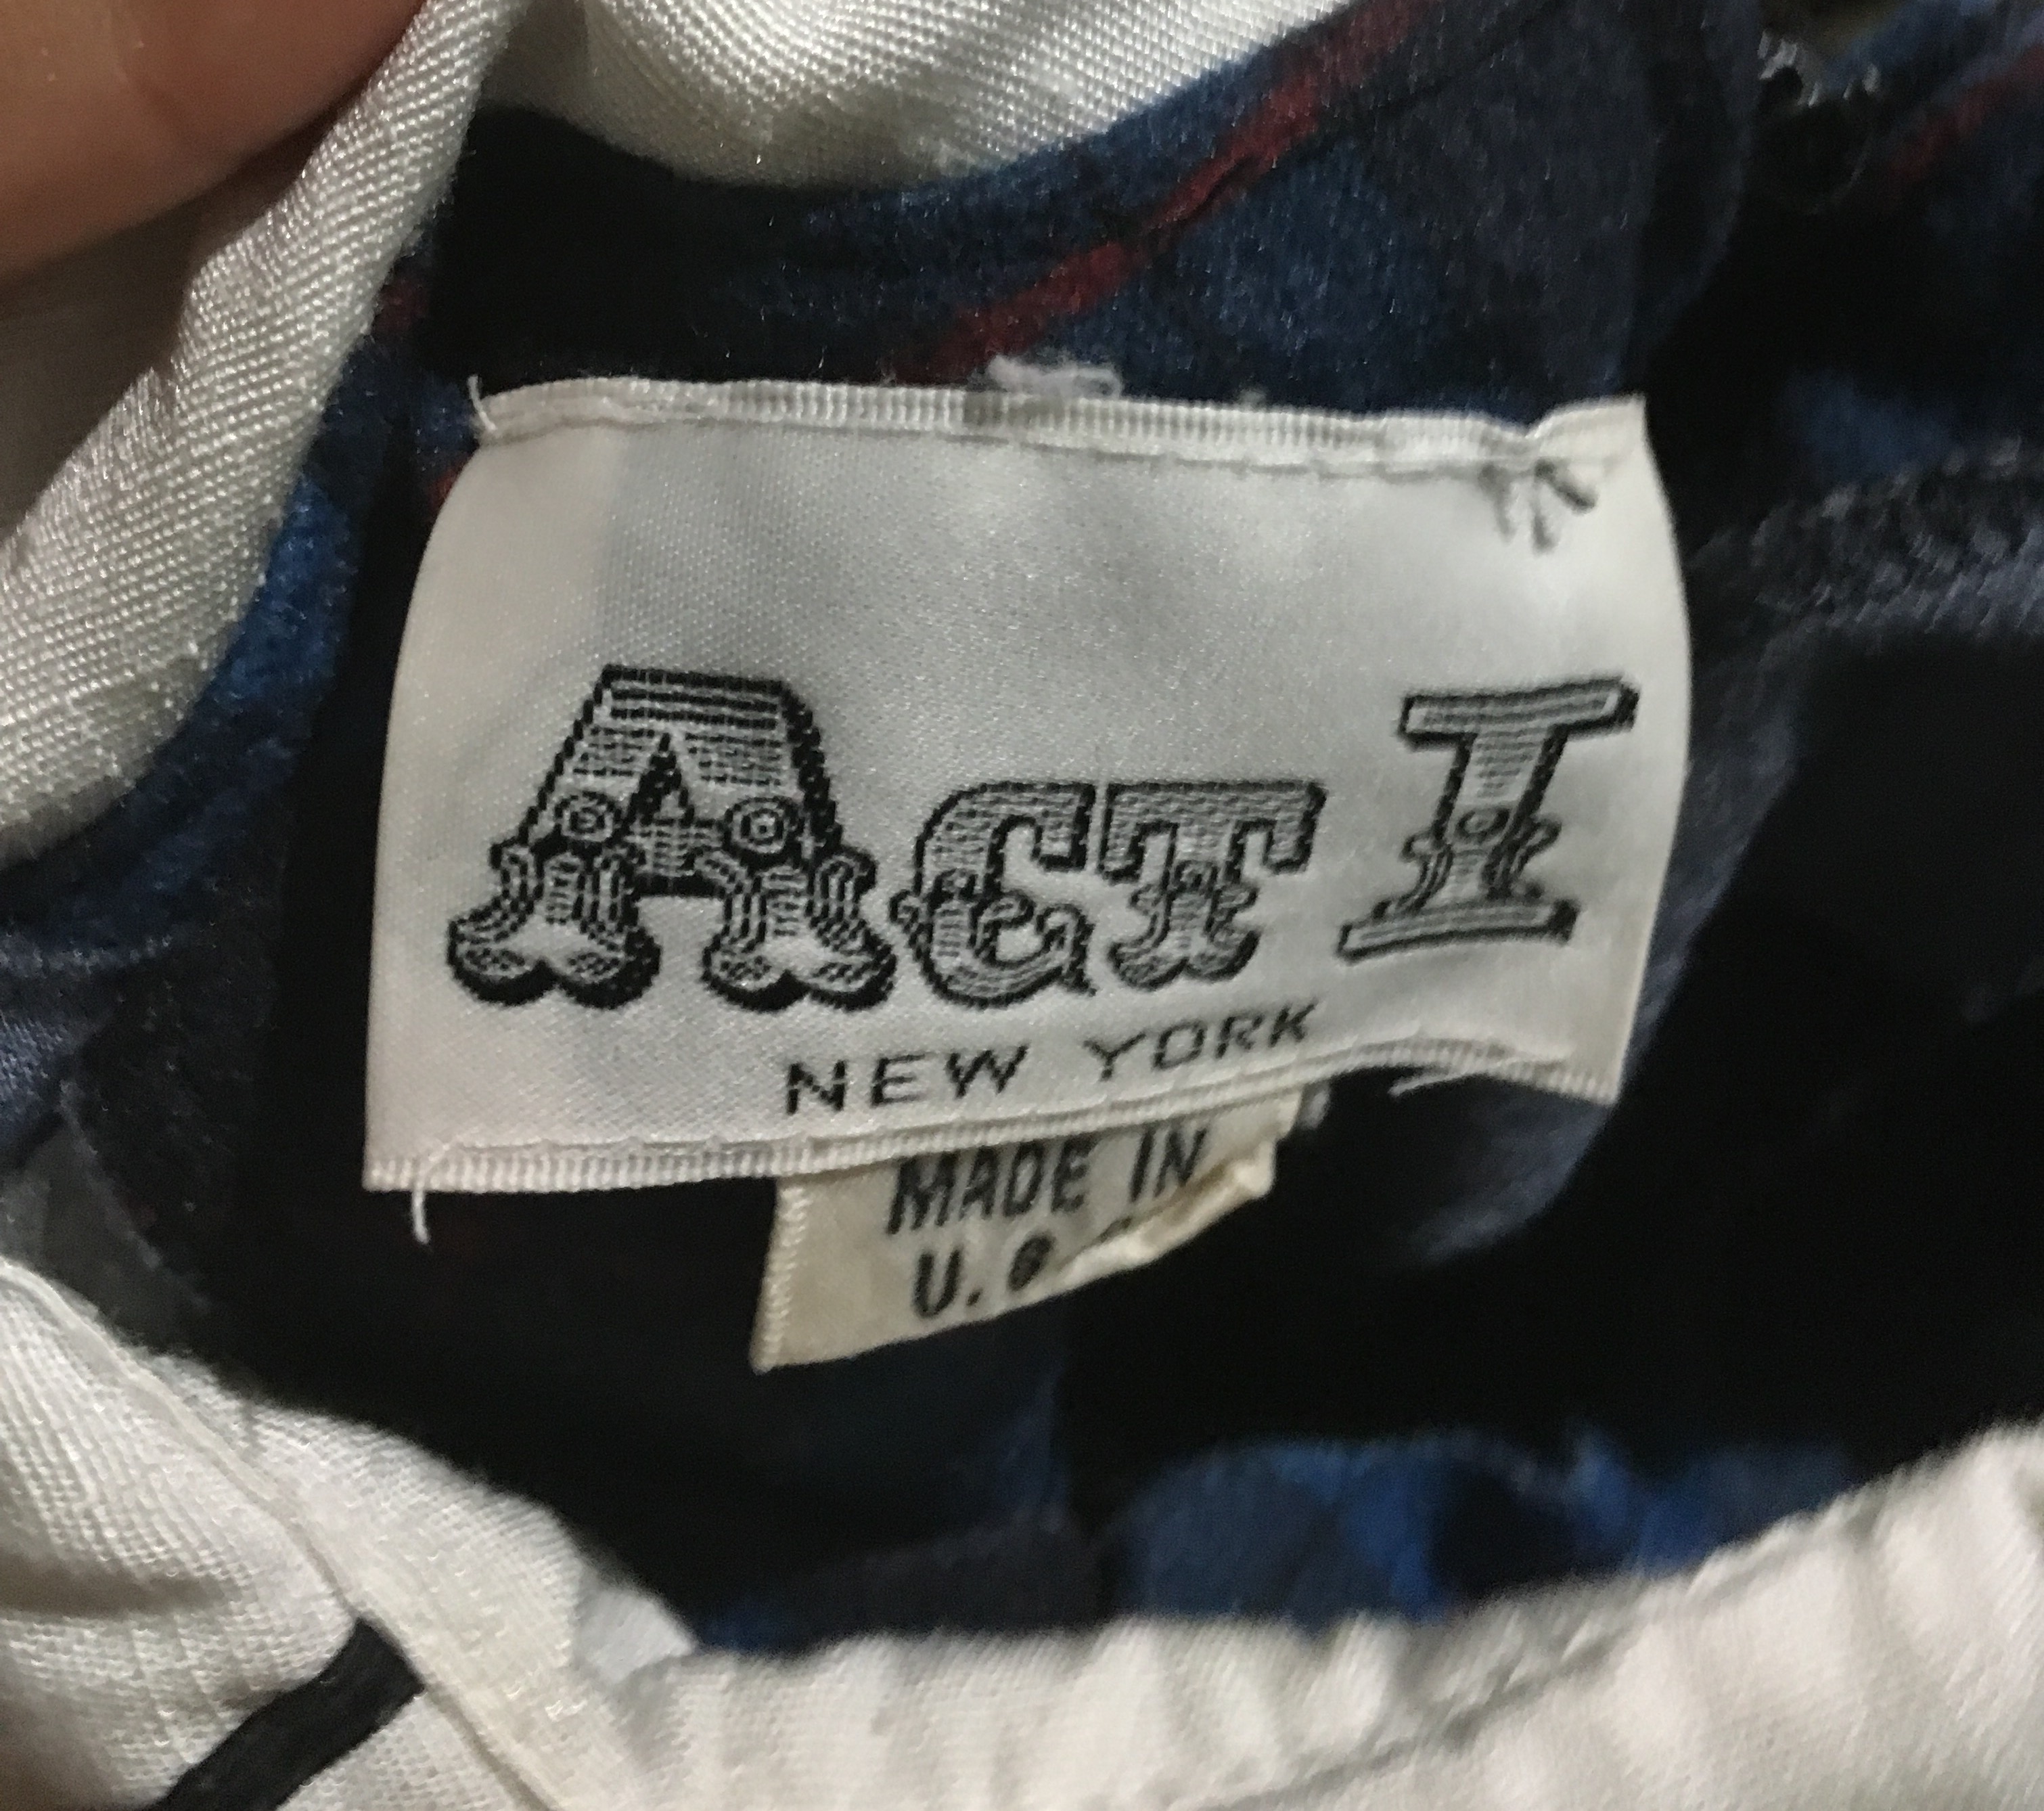 Act I
NEW YORK
MADE IN
U.